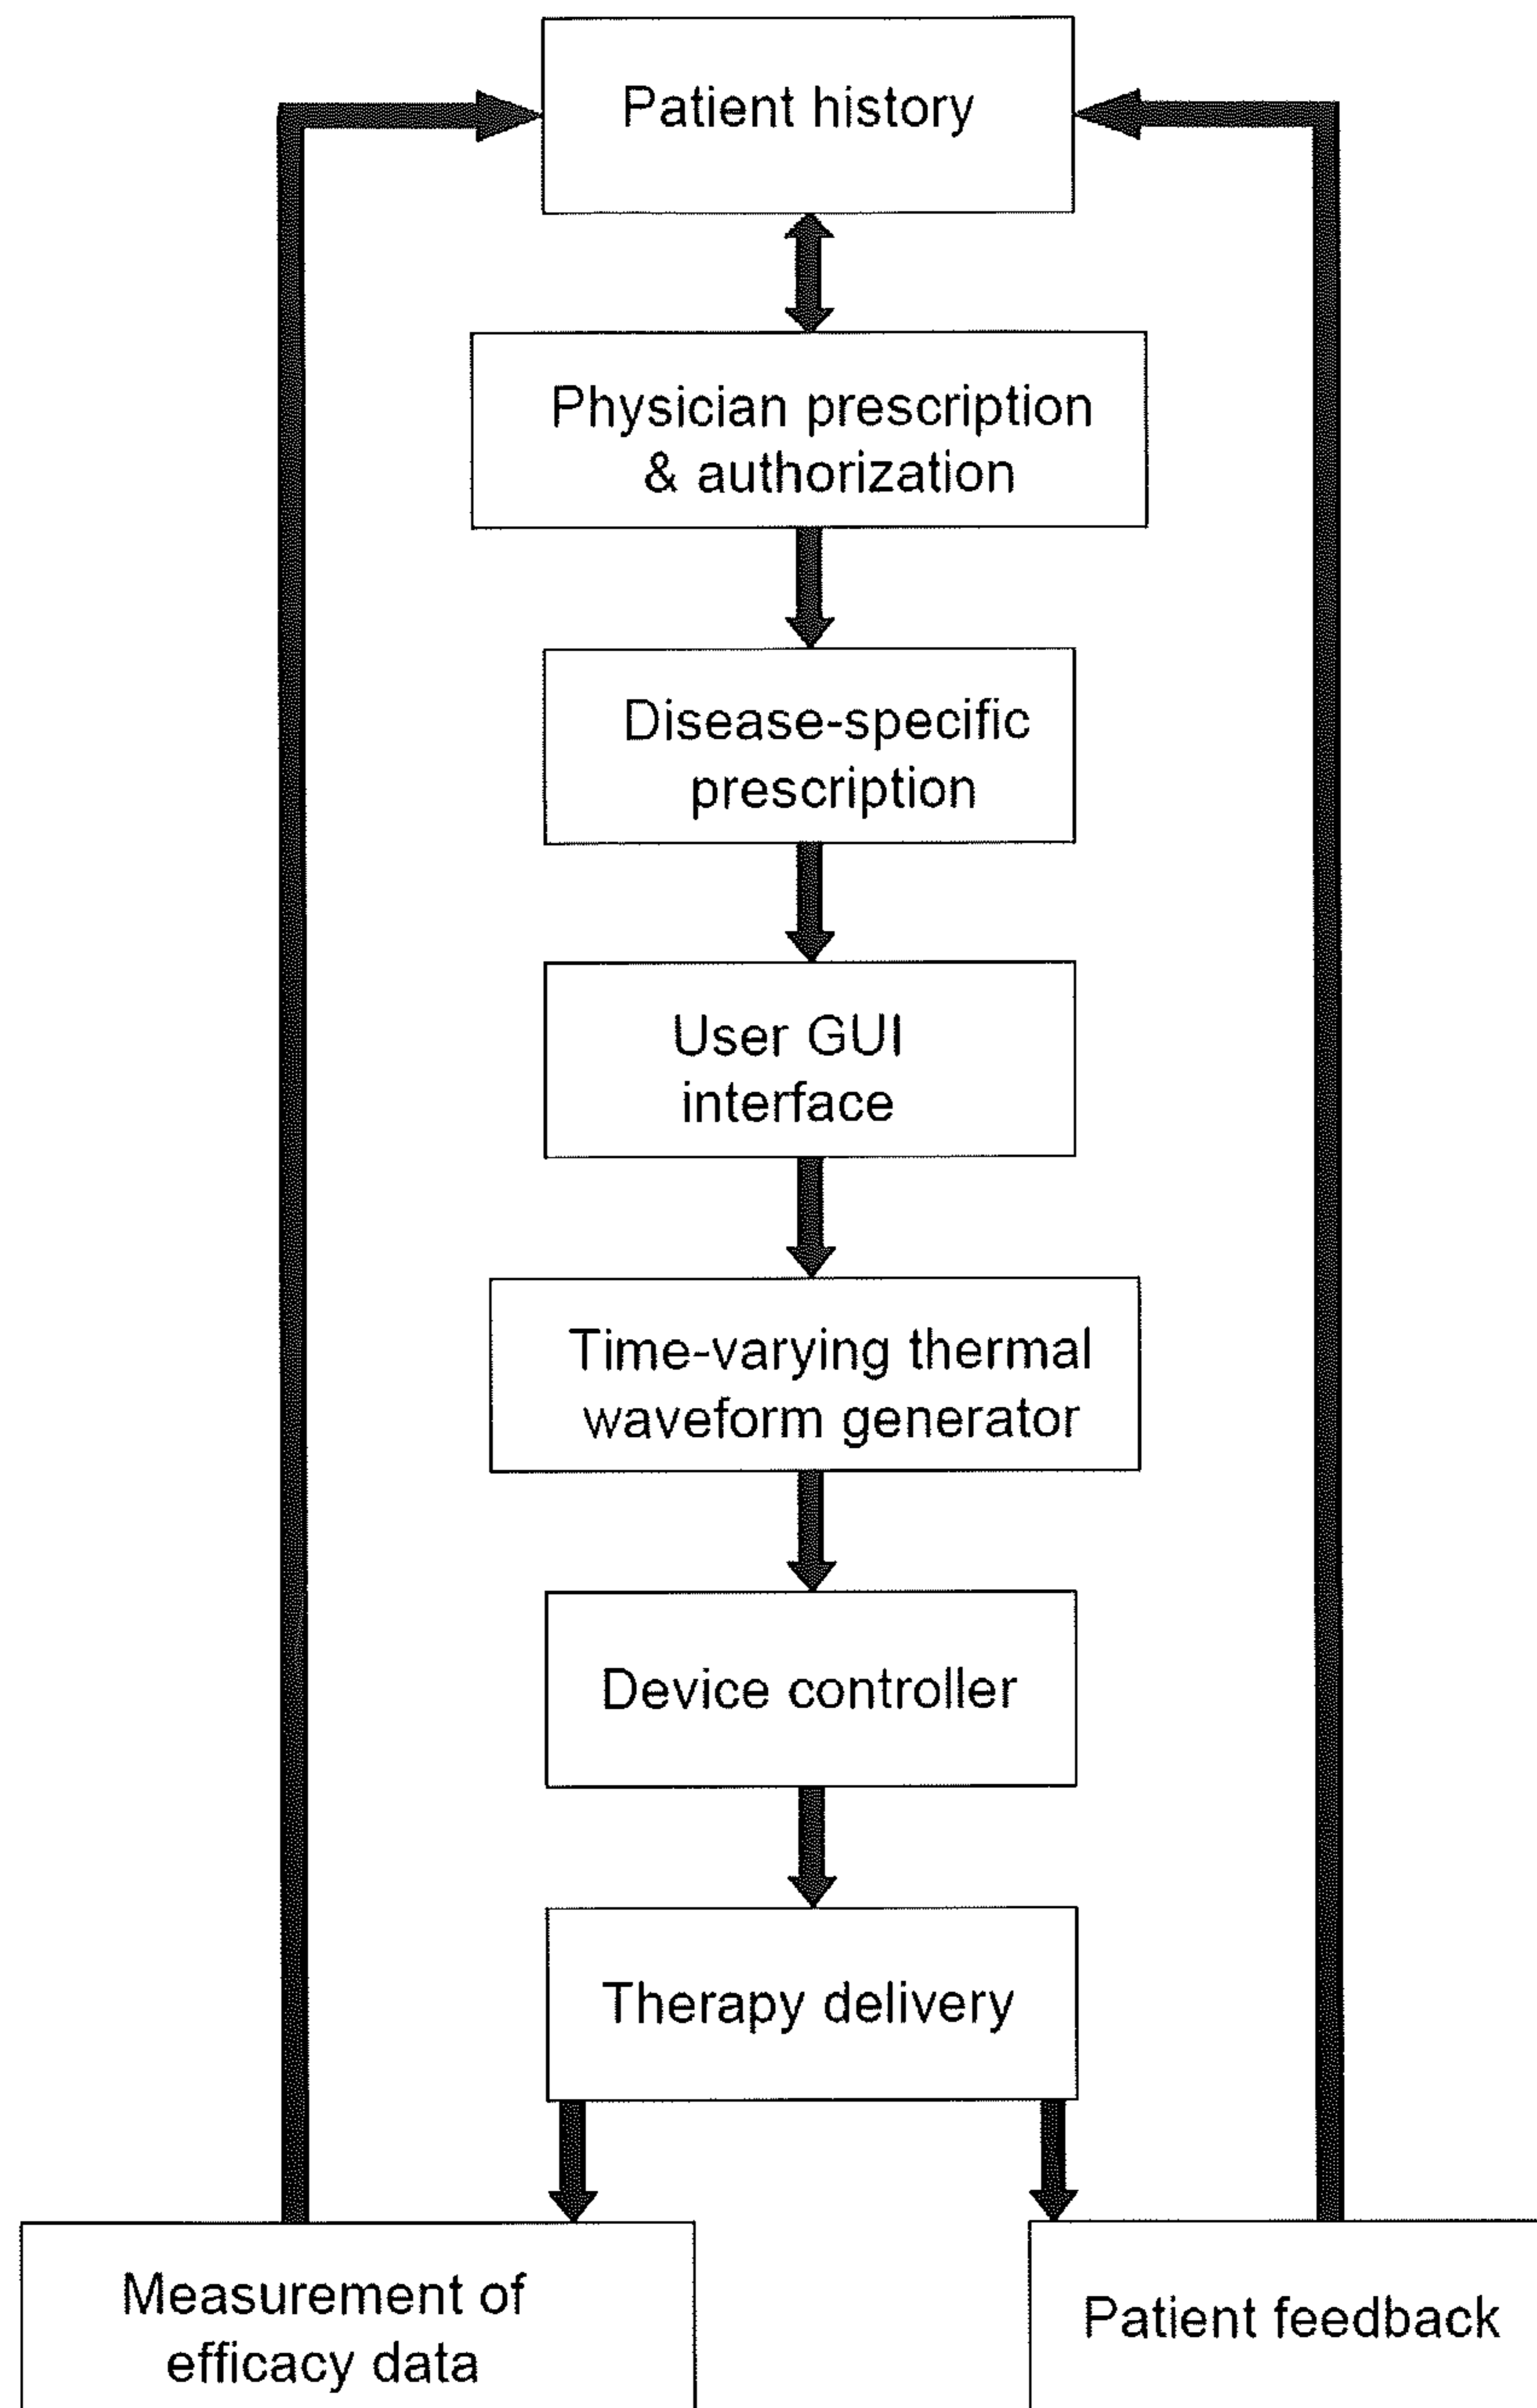 Patient history
Physician prescription
& authorization
Disease-specific
prescription
User GUI
interface
Time-varying thermal
waveform generator
Device controller
Therapy delivery
Measurement of
efficacy data
Patient feedback